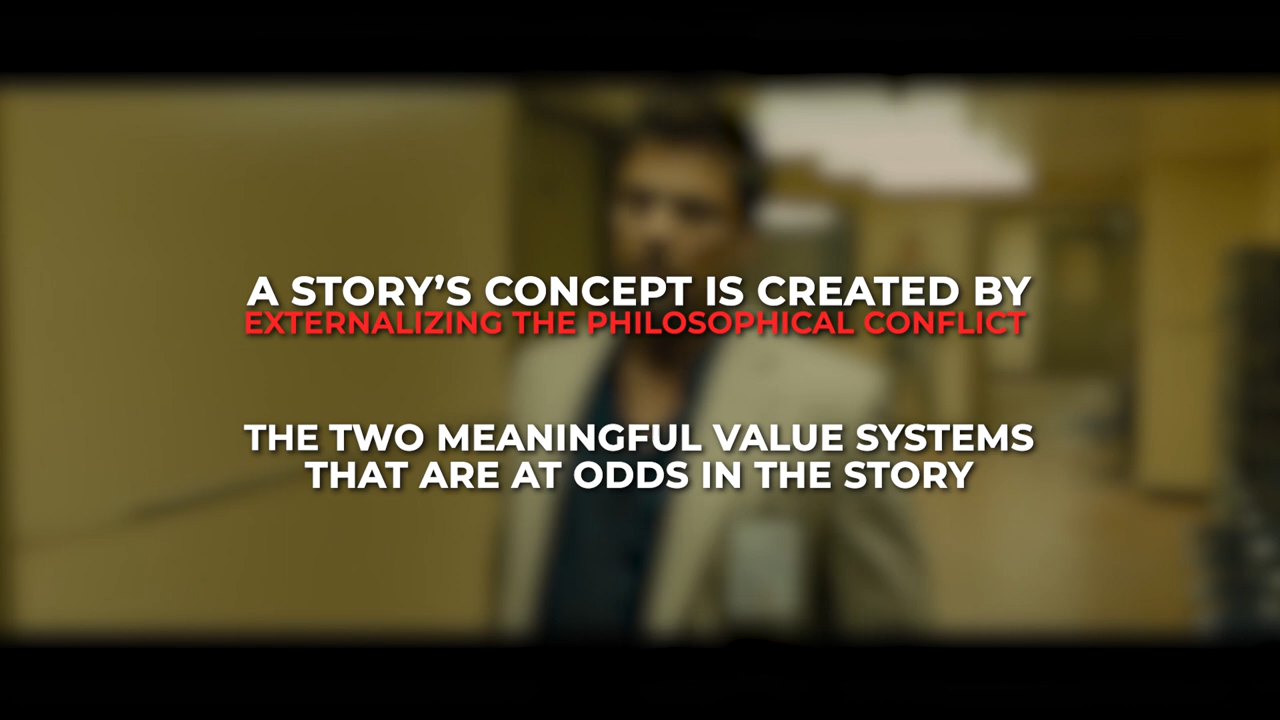 A STORY’S CONCEPT IS CREATED BY
EXTERNALIZING THE PHILOSOPHICAL CONFLICT
THE TWO MEANINGFUL VALUE SYSTEMS
THAT ARE AT ODDS IN THE STORY